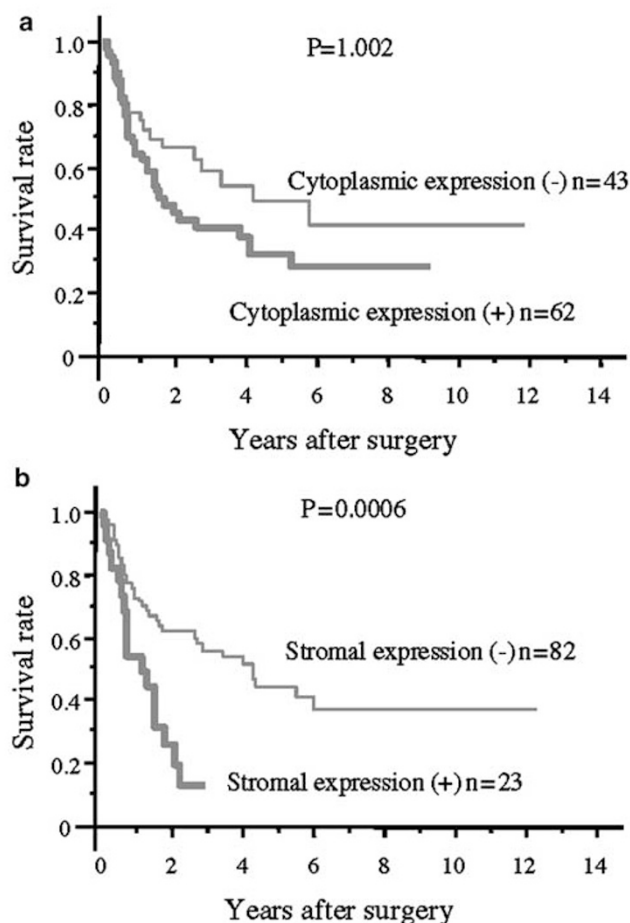 a
P=1.002
Survival rate
1.0
0.8
0.6
0.4
0.2
0
Cytoplasmic expression (-) n=43
Cytoplasmic expression (+) n=62
0 2 4 6 8 10 12 14
Years after surgery
b
P=0.0006
Survival rate
1.0
0.8
0.6
0.4
0.2
0
Stromal expression (-) n=82
Stromal expression (+) n=23
0 2 4 6 8 10 12 14
Years after surgery